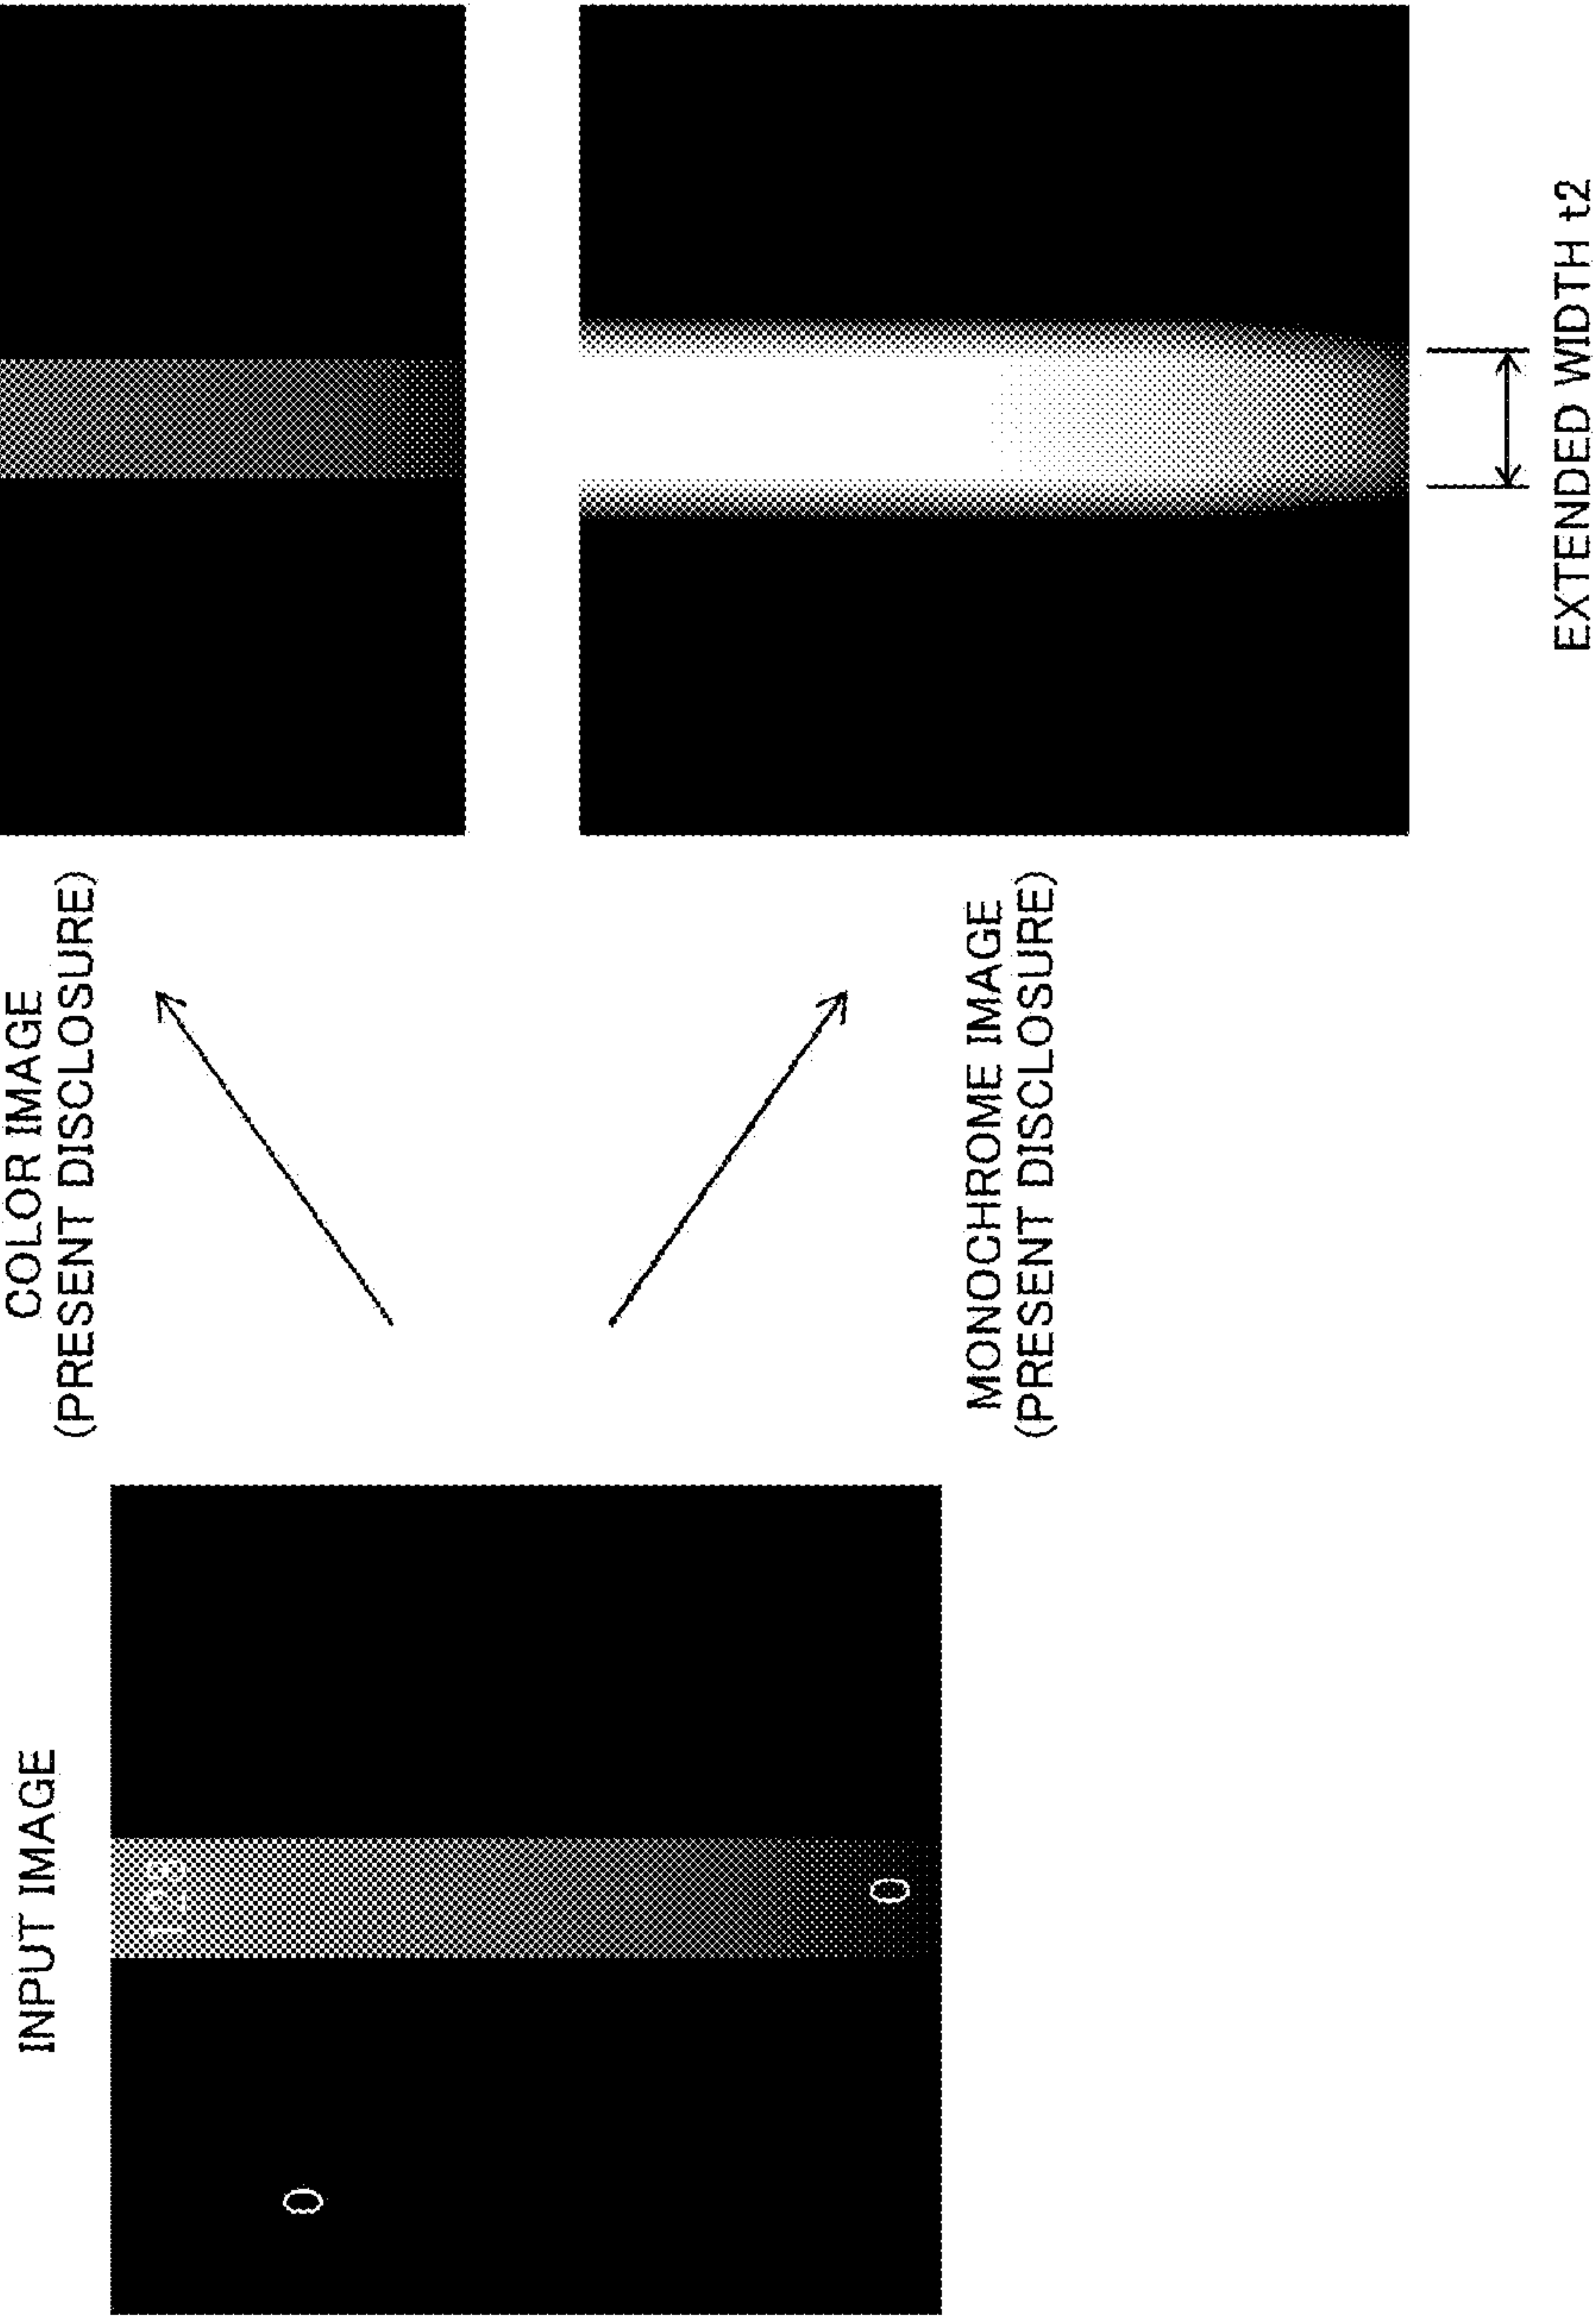 INPUT IMAGE
0
0
COLOR IMAGE
(PRESENT DISCLOSURE)
MONOCHROME IMAGE
(PRESENT DISCLOSURE)
EXTENDED WIDTH t2